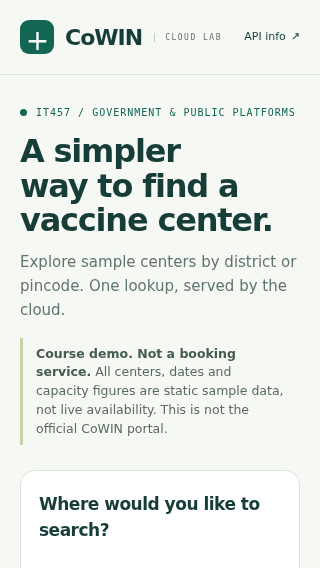 CoWIN | CLOUD LAB API info ↗
IT457 / GOVERNMENT & PUBLIC PLATFORMS
A simpler
way to find a
vaccine center.
Explore sample centers by district or
pincode. One lookup, served by the
cloud.
Course demo. Not a booking
service. All centers, dates and
capacity figures are static sample data,
not live availability. This is not the
official CoWIN portal.
Where would you like to
search?